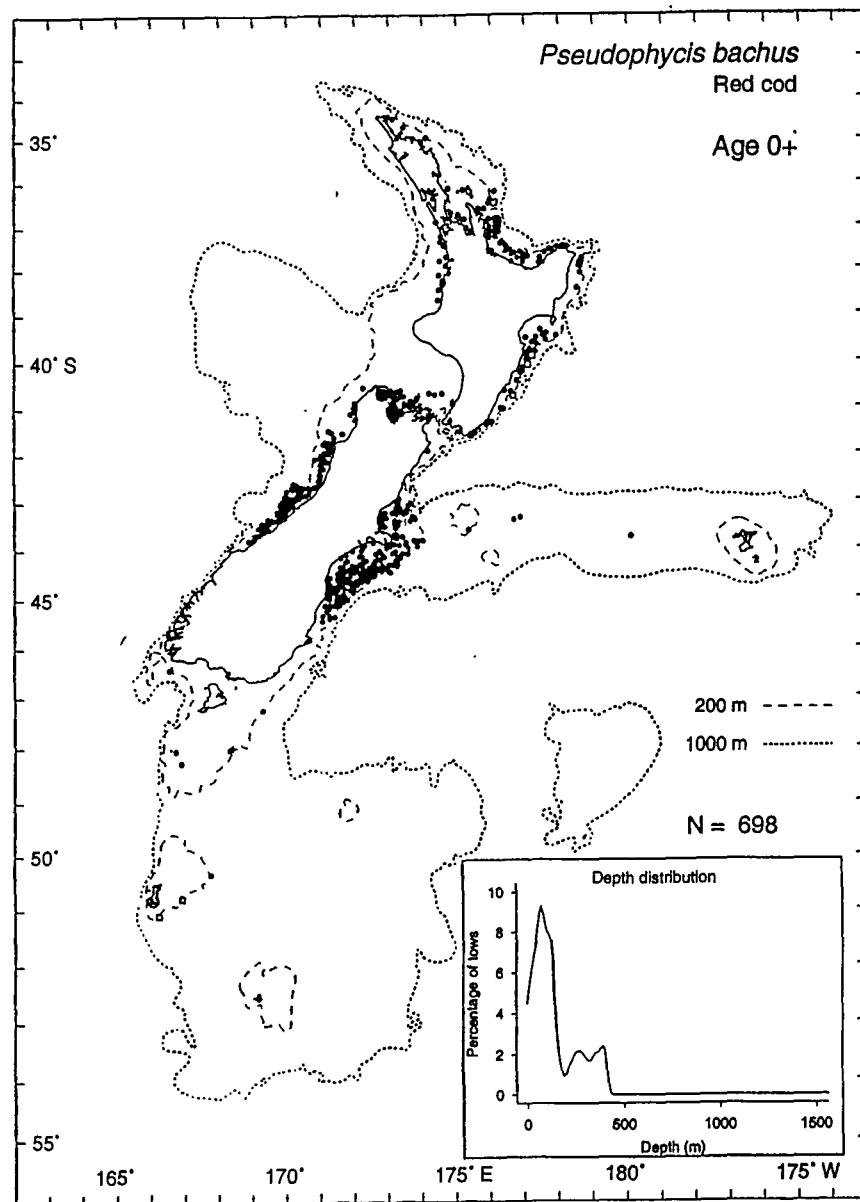 Pseudophycis bachus
Red cod
Age 0+
35°
40° S
45°
50°
55°
200 m
1000 m
N = 698
Depth distribution
Percentage of tows
10
8
6
4
2
0
0
500
1000
1500
Depth (m)
165°
170°
175° E
180°
175° W